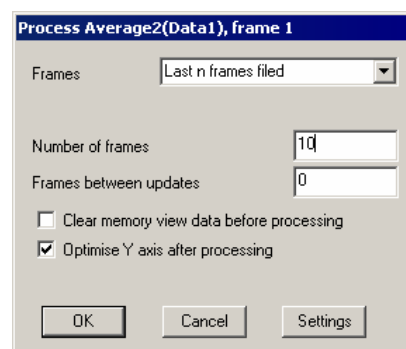 Process Average2(Data1), frame 1
Frames Last n frames filed
Number of frames 10
Frames between updates 0
Clear memory view data before processing
Optimise Y axis after processing
OK Cancel Settings